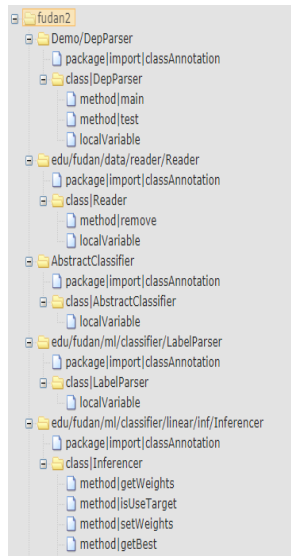 fudan2
Demo/DepParser
package|import|classAnnotation
class|DepParser
method|main
method|test
localVariable
edu/fudan/data/reader/Reader
package|import|classAnnotation
class|Reader
method|remove
localVariable
AbstractClassifier
package|import|classAnnotation
class|AbstractClassifier
localVariable
edu/fudan/ml/classifier/LabelParser
package|import|classAnnotation
class|LabelParser
localVariable
edu/fudan/ml/classifier/linear/inf/Inferencer
package|import|classAnnotation
class|Inferencer
method|getWeights
method|isUseTarget
method|setWeights
method|getBest